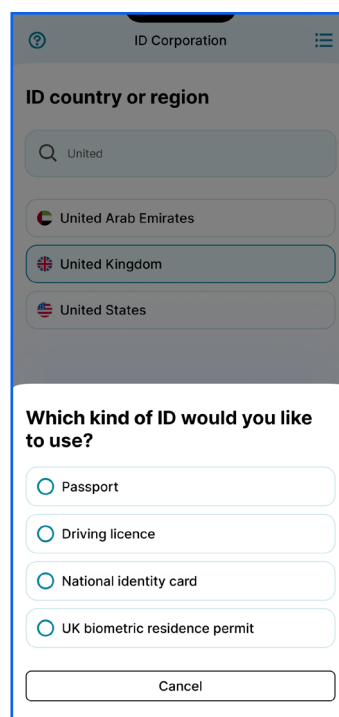 ID Corporation
ID country or region
United
United Arab Emirates
United Kingdom
United States
Which kind of ID would you like
to use?
Passport
Driving licence
National identity card
UK biometric residence permit
Cancel